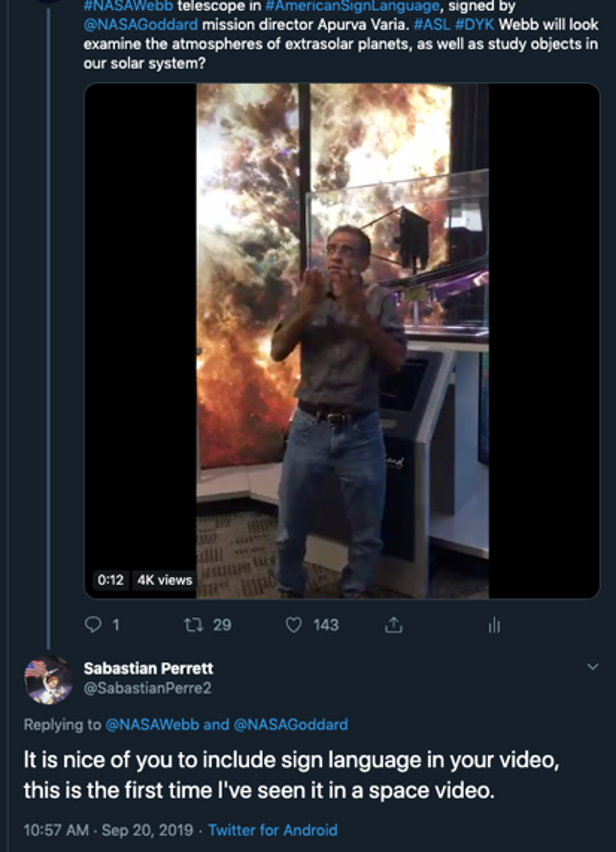 #NASAWebb telescope in #AmericanSignLanguage, signed by
@NASAGoddard mission director Apurva Varia. #ASL #DYK Webb will look
examine the atmospheres of extrasolar planets, as well as study objects in
our solar system?
0:12 4K views
1 29 143
Sabastian Perrett
@SabastianPerre2
Replying to @NASAWebb and @NASAGoddard
It is nice of you to include sign language in your video,
this is the first time I've seen it in a space video.
10:57 AM · Sep 20, 2019 · Twitter for Android